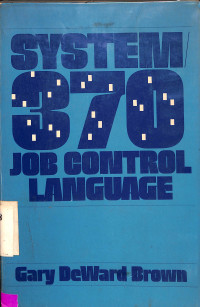 SYSTEM
370
JOB CONTROL
LANGUAGE
Gary DeWard Brown